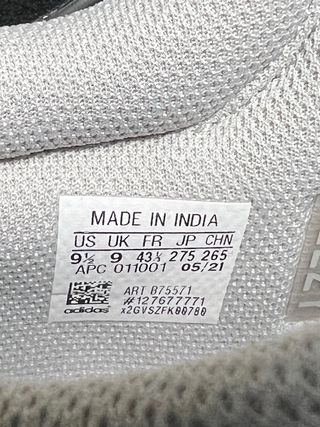 MADE IN INDIA
US UK FR JP CHN
9½ 9 43⅓ 275 265
APC 011001 05/21
ART B75571
#127677771
adidas x2GVSZFK00780